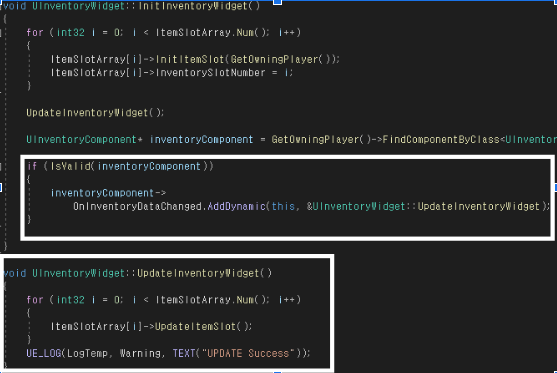 void UInventoryWidget::InitInventoryWidget()
{
for (int32 i = 0; i < ItemSlotArray.Num(); i++)
{
ItemSlotArray[i]->InitItemSlot(GetOwningPlayer());
ItemSlotArray[i]->InventorySlotNumber = i;
}
UpdateInventoryWidget();
UInventoryComponent* inventoryComponent = GetOwningPlayer()->FindComponentByClass<UInventor
if (IsValid(inventoryComponent))
{
inventoryComponent->
OnInventoryDataChanged.AddDynamic(this, &UInventoryWidget::UpdateInventoryWidget);
}
}
void UInventoryWidget::UpdateInventoryWidget()
{
for (int32 i = 0; i < ItemSlotArray.Num(); i++)
{
ItemSlotArray[i]->UpdateItemSlot();
}
UE_LOG(LogTemp, Warning, TEXT("UPDATE Success"));
}